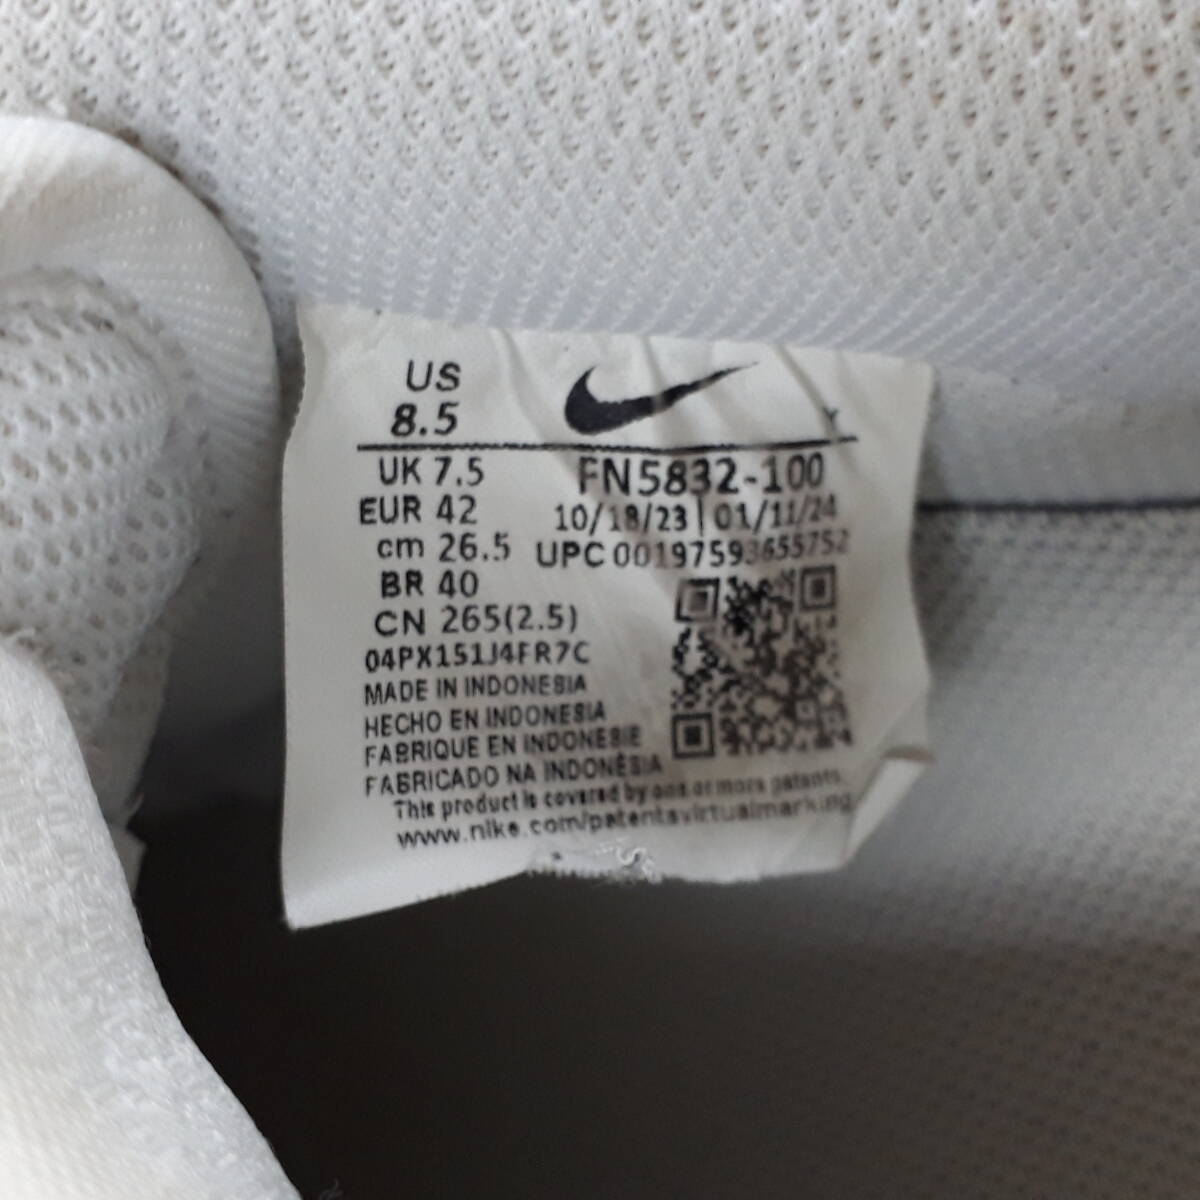 US
8.5
Y
UK 7.5
FN5832-100
EUR 42
10/18/23 | 01/11/24
cm 26.5
UPC 00197593655752
BR 40
CN 265(2.5)
04PX151J4FR7C
MADE IN INDONESIA
HECHO EN INDONESIA
FABRIQUE EN INDONESIE
FABRICADO NA INDONÉSIA
This product is covered by one or more patents.
www.nike.com/patentsvirtualmarking